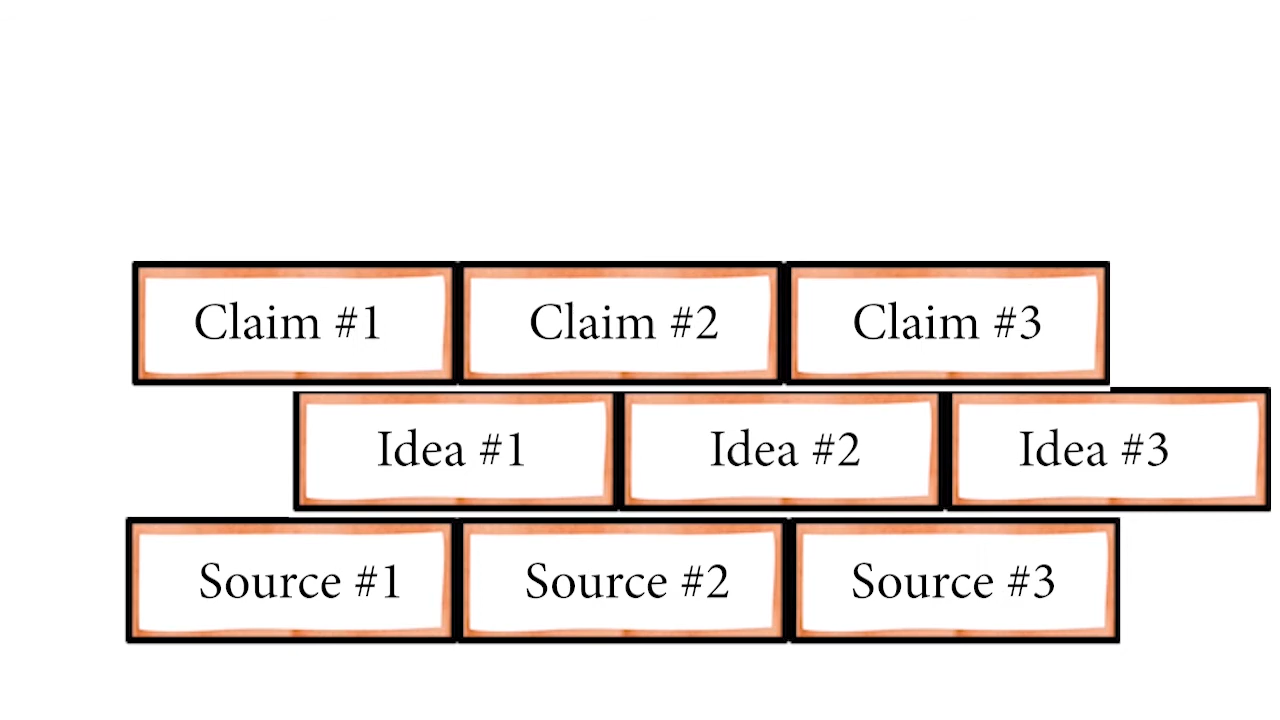 Claim #1 Claim #2 Claim #3
Idea #1 Idea #2 Idea #3
Source #1 Source #2 Source #3